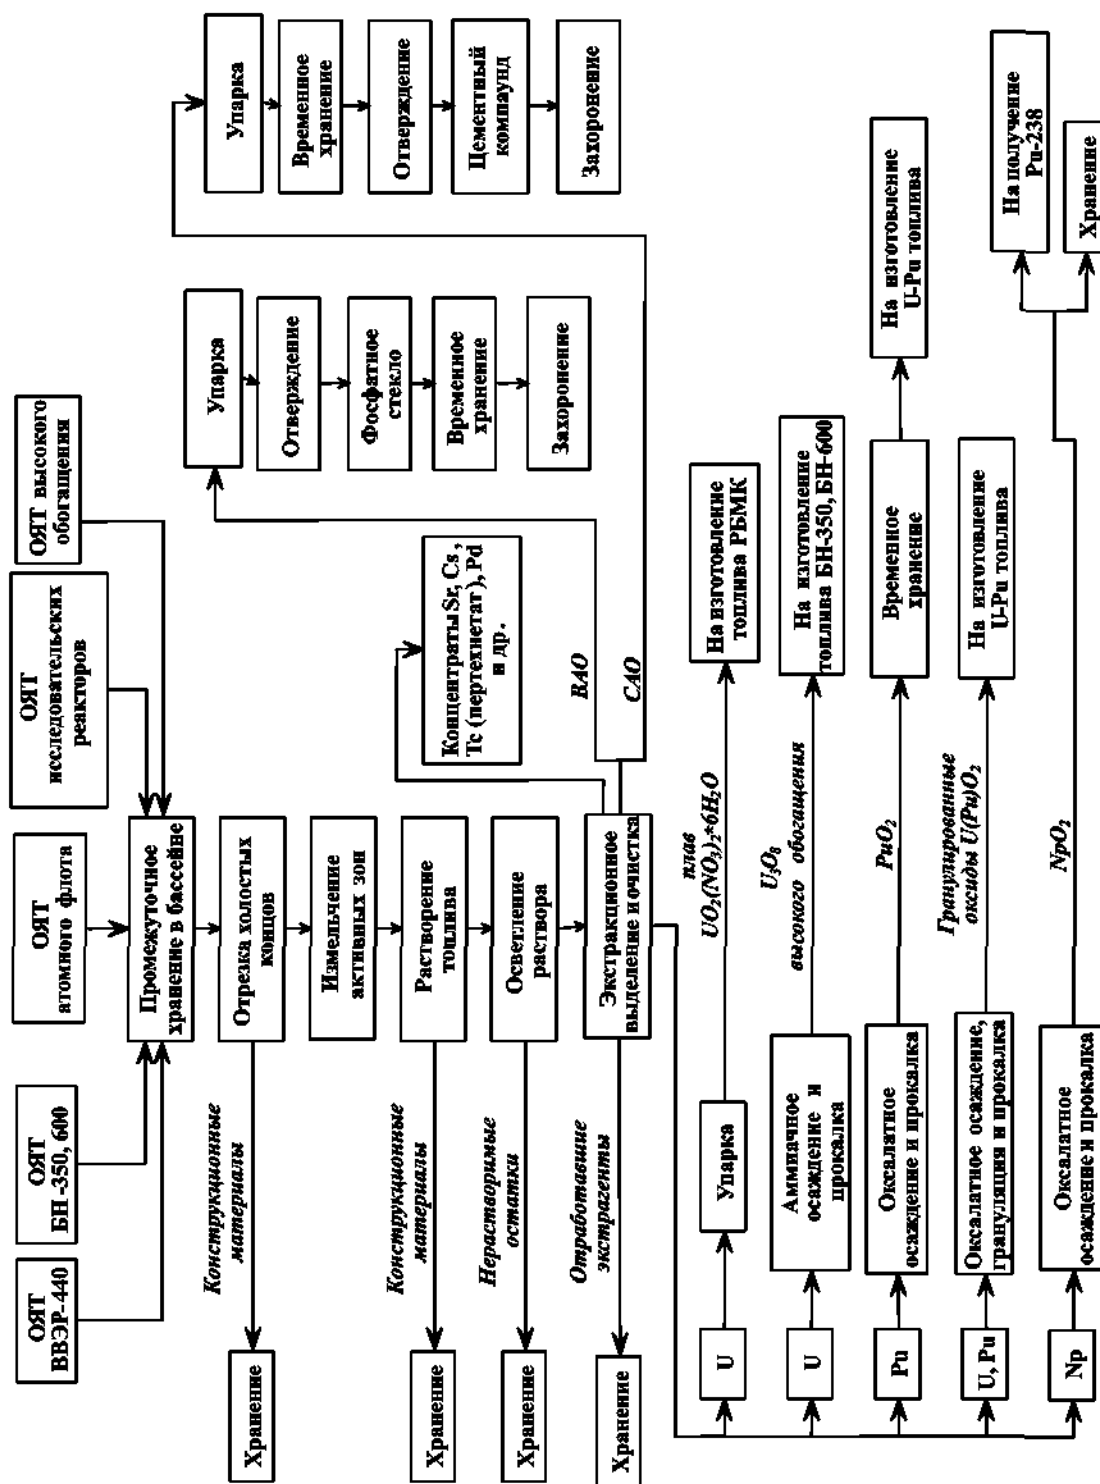 ОЯТ
ВВЭР-440
ОЯТ
БН-350, 600
ОЯТ
атомного флота
ОЯТ
исследовательских
реакторов
ОЯТ высокого
обогащения
Промежуточное
хранение в бассейне
Отрезка холостых
концов
Измельчение
активных зон
Растворение
топлива
Осветление
раствора
Экстракционное
выделение и очистка
Конструкционные
материалы
Хранение
Конструкционные
материалы
Хранение
Нерастворимые
остатки
Хранение
Отработавшие
экстрагенты
Хранение
Концентраты Sr, Cs,
Tc (пертехнетат), Pd
и др.
ВАО
Упарка
Отверждение
Фосфатное
стекло
Временное
хранение
Захоронение
САО
Упарка
Временное
хранение
Отверждение
Цементный
компаунд
Захоронение
U
Упарка
плав
UO2(NO3)2*6H2O
На изготовление
топлива РБМК
U
Аммиачное
осаждение и
прокалка
U3O8
высокого обогащения
На изготовление
топлива БН-350, БН-600
Pu
Оксалатное
осаждение и прокалка
PuO2
Временное
хранение
На изготовление
U-Pu топлива
U, Pu
Оксалатное осаждение,
грануляция и прокалка
Гранулированные
оксиды U(Pu)O2
На изготовление
U-Pu топлива
Np
Оксалатное
осаждение и прокалка
NpO2
На получение
Pu-238
Хранение